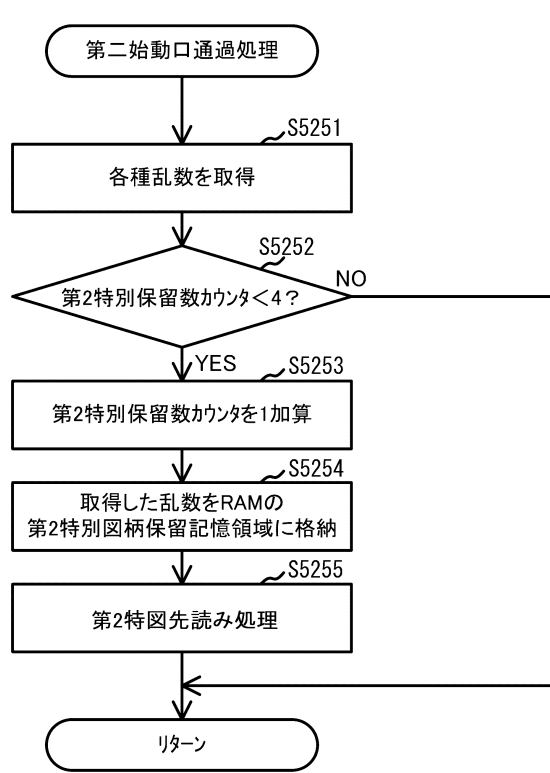 第二始動口通過処理
S5251
各種乱数を取得
S5252
第2特別保留数カウンタ<4?
NO
YES
S5253
第2特別保留数カウンタを1加算
S5254
取得した乱数をRAMの
第2特別図柄保留記憶領域に格納
S5255
第2特図先読み処理
リターン